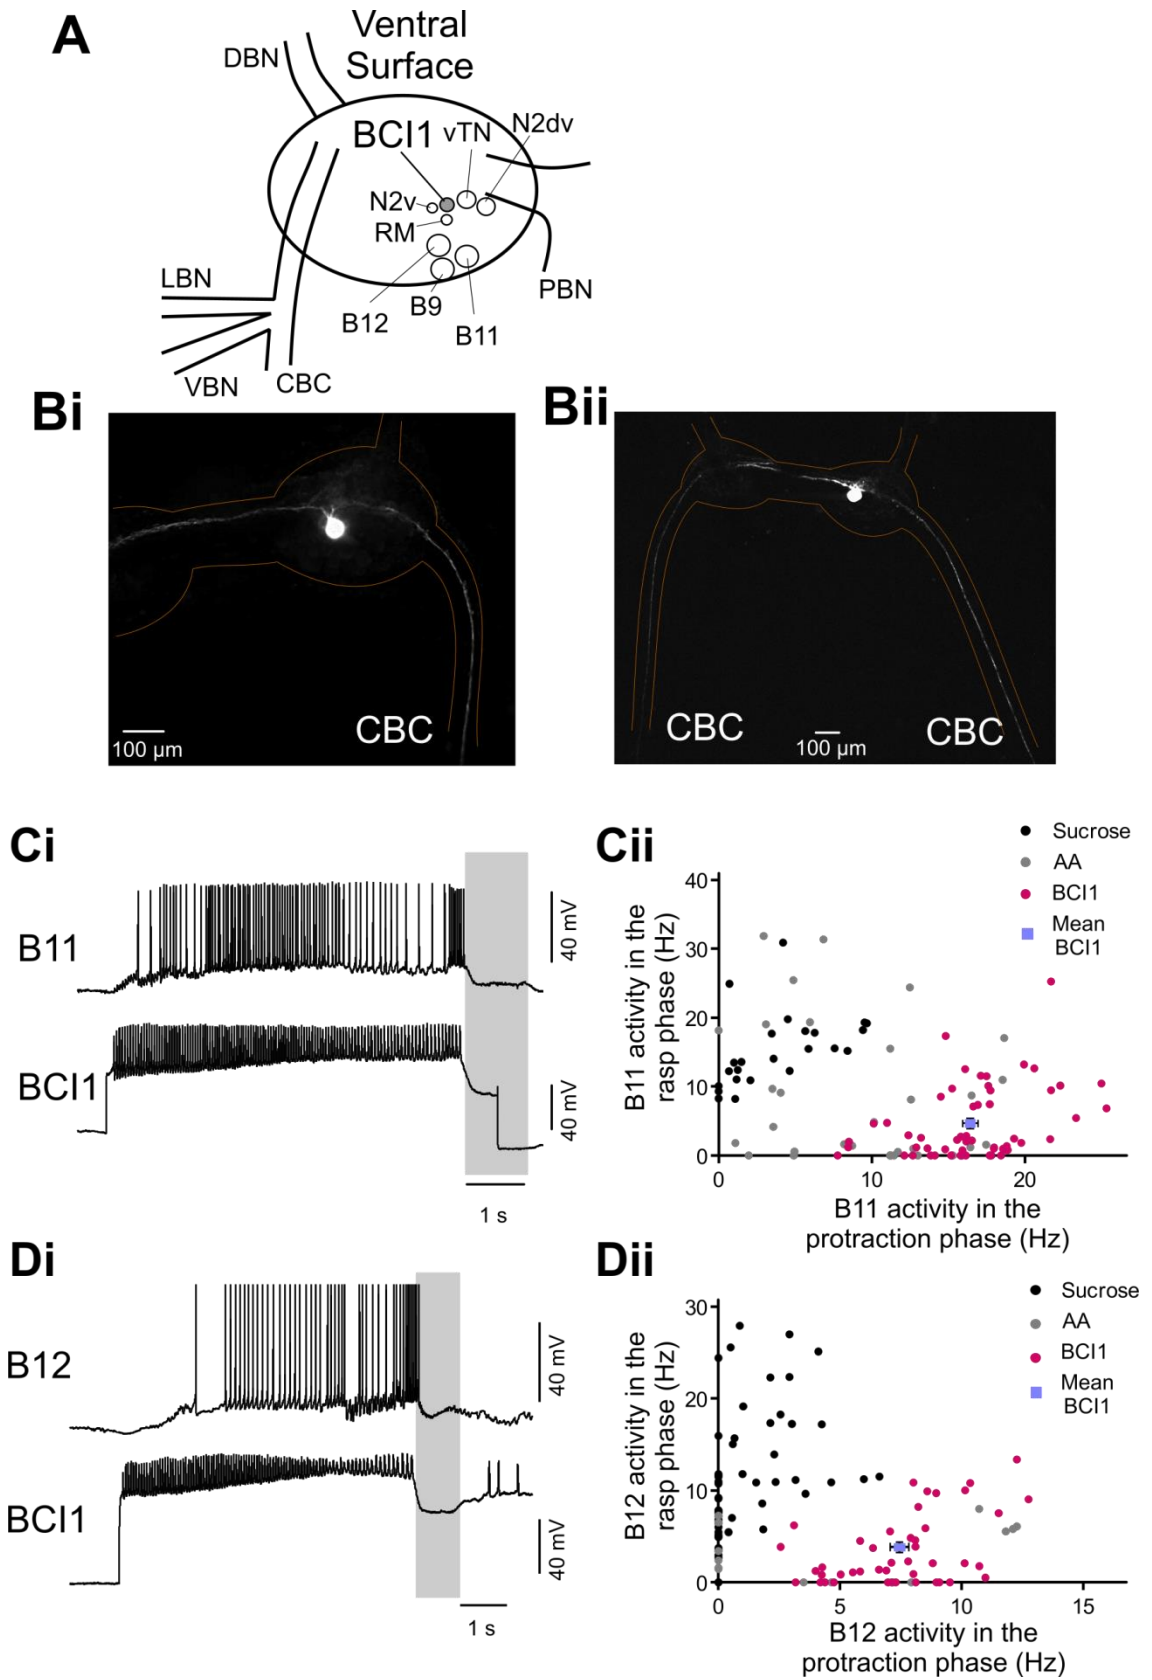 A
Ventral
Surface
DBN
BCI1
vTN
N2dv
N2v
RM
LBN
PBN
B9
B12
B11
VBN
CBC
Bi
Bii
CBC
100 µm
CBC
CBC
100 µm
Ci
B11
40 mV
BCI1
40 mV
1 s
Cii
Sucrose
AA
BCI1
Mean
BCI1
40
30
20
10
0
B11 activity in the
rasp phase (Hz)
0 10 20
B11 activity in the
protraction phase (Hz)
Di
B12
40 mV
BCI1
40 mV
1 s
Dii
Sucrose
AA
BCI1
Mean
BCI1
30
20
10
0
B12 activity in the
rasp phase (Hz)
0 5 10 15
B12 activity in the
protraction phase (Hz)